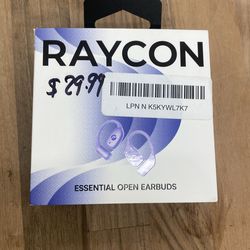 RAYCON
$29.99
LPN N K5KYWL7K7
ESSENTIAL OPEN EARBUDS